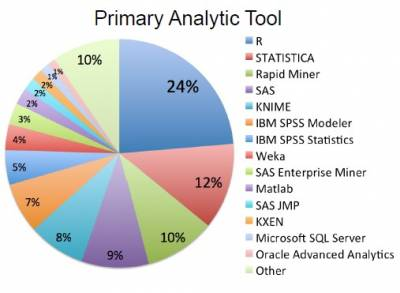 Primary Analytic Tool
R
STATISTICA
Rapid Miner
SAS
KNIME
IBM SPSS Modeler
IBM SPSS Statistics
Weka
SAS Enterprise Miner
Matlab
SAS JMP
KXEN
Microsoft SQL Server
Oracle Advanced Analytics
Other
24%
12%
10%
9%
8%
7%
5%
4%
3%
2%
2%
2%
1%
1%
10%